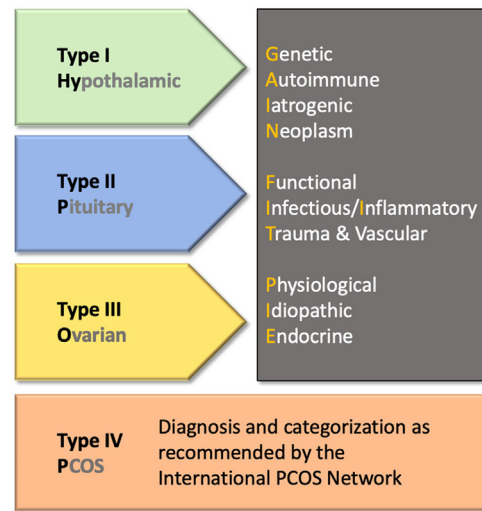 Type I
Hypothalamic
Type II
Pituitary
Type III
Ovarian
Genetic
Autoimmune
Iatrogenic
Neoplasm
Functional
Infectious/Inflammatory
Trauma & Vascular
Physiological
Idiopathic
Endocrine
Type IV
PCOS
Diagnosis and categorization as
recommended by the
International PCOS Network